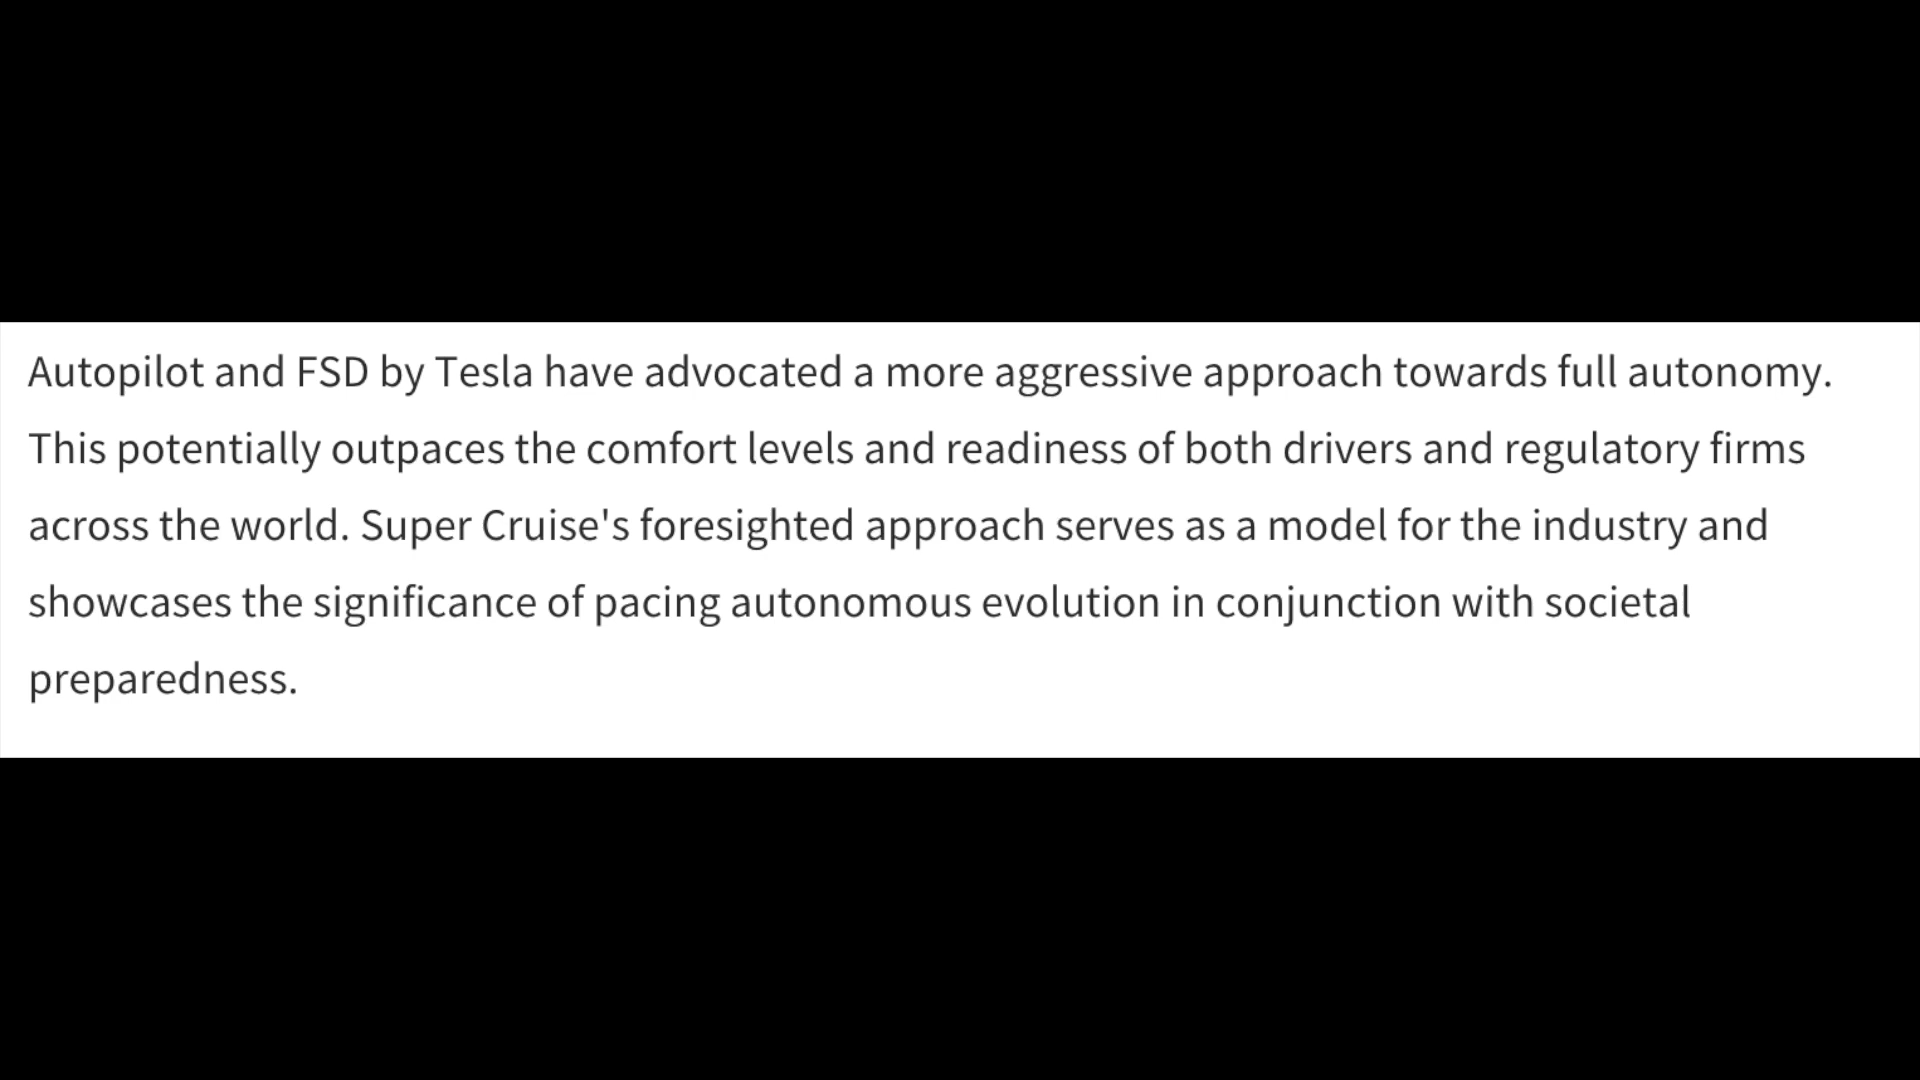 Autopilot and FSD by Tesla have advocated a more aggressive approach towards full autonomy.
This potentially outpaces the comfort levels and readiness of both drivers and regulatory firms
across the world. Super Cruise's foresighted approach serves as a model for the industry and
showcases the significance of pacing autonomous evolution in conjunction with societal
preparedness.